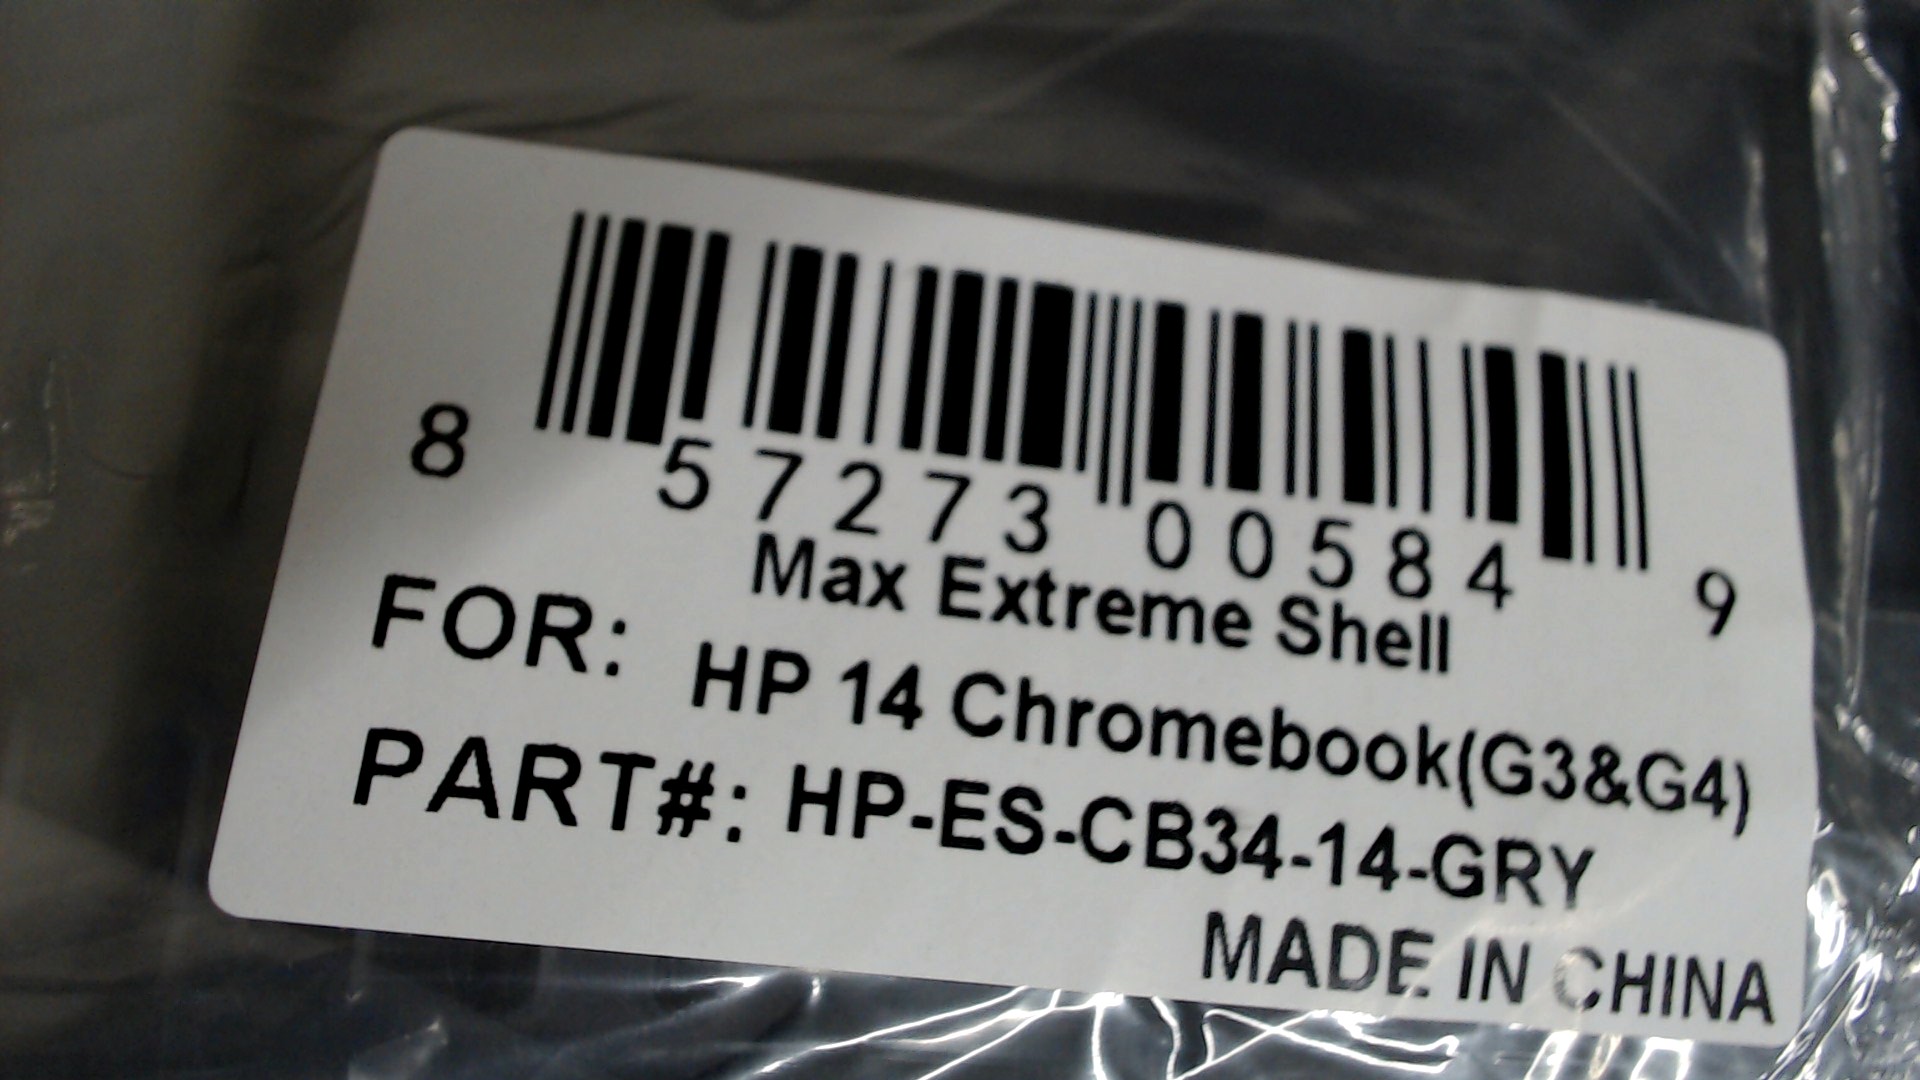 8 57273 00584 9
Max Extreme Shell
FOR: HP 14 Chromebook(G3&G4)
PART#: HP-ES-CB34-14-GRY
MADE IN CHINA